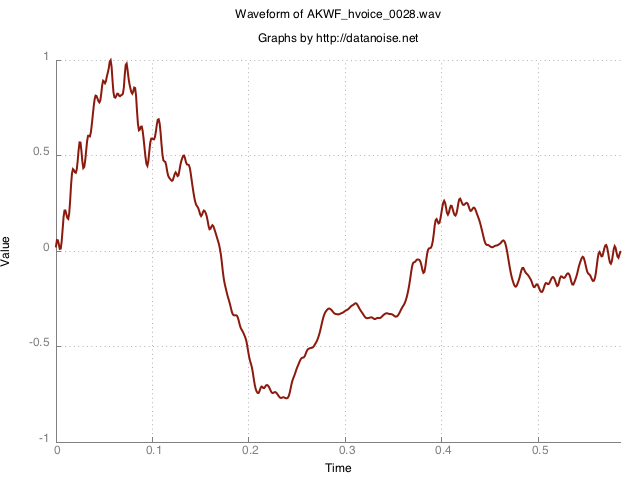 Waveform of AKWF_hvoice_0028.wav
Graphs by http://datanoise.net
1
0.5
0
-0.5
-1
Value
0 0.1 0.2 0.3 0.4 0.5
Time